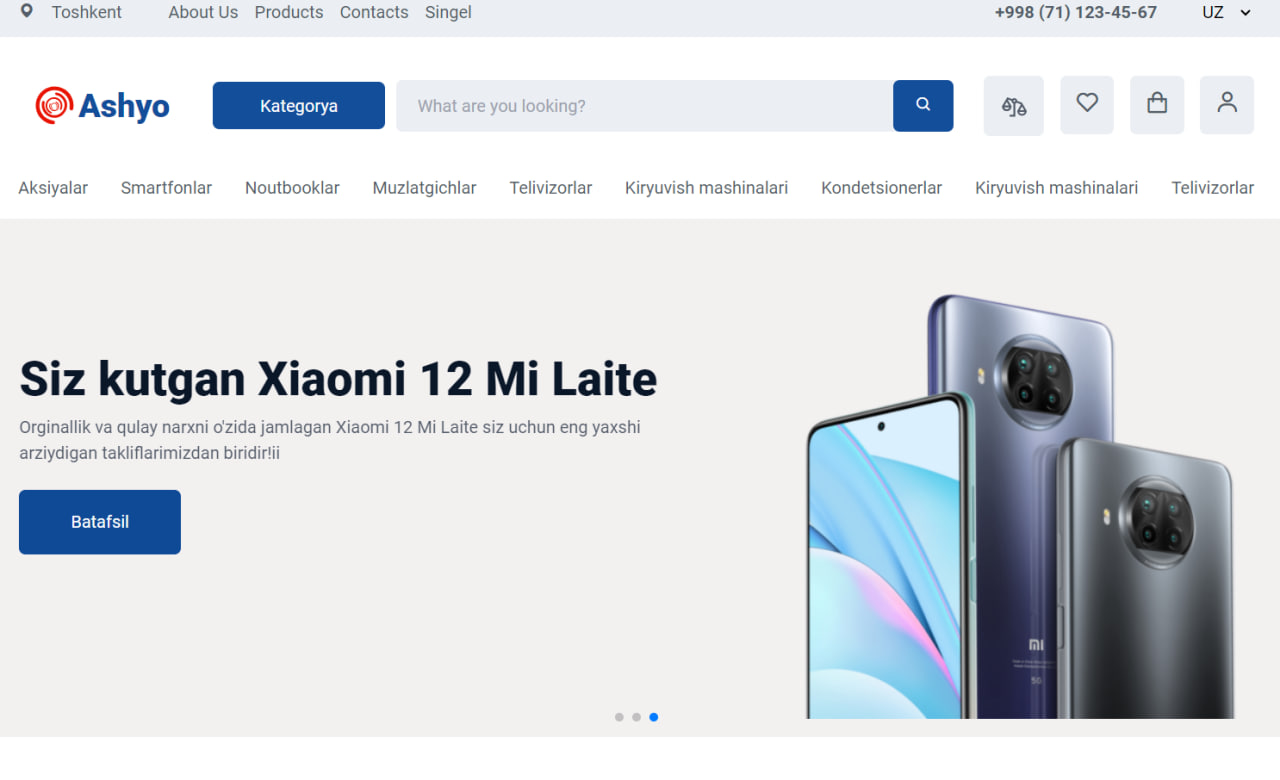 Toshkent About Us Products Contacts Singel +998 (71) 123-45-67 UZ
Ashyo Kategorya What are you looking?
Aksiyalar Smartfonlar Noutbooklar Muzlatgichlar Telivizorlar Kiryuvish mashinalari Kondetsionerlar Kiryuvish mashinalari Telivizorlar
Siz kutgan Xiaomi 12 Mi Laite
Orginallik va qulay narxni o'zida jamlagan Xiaomi 12 Mi Laite siz uchun eng yaxshi
arziydigan takliflarimizdan biridir!ii
Batafsil
MI
5G